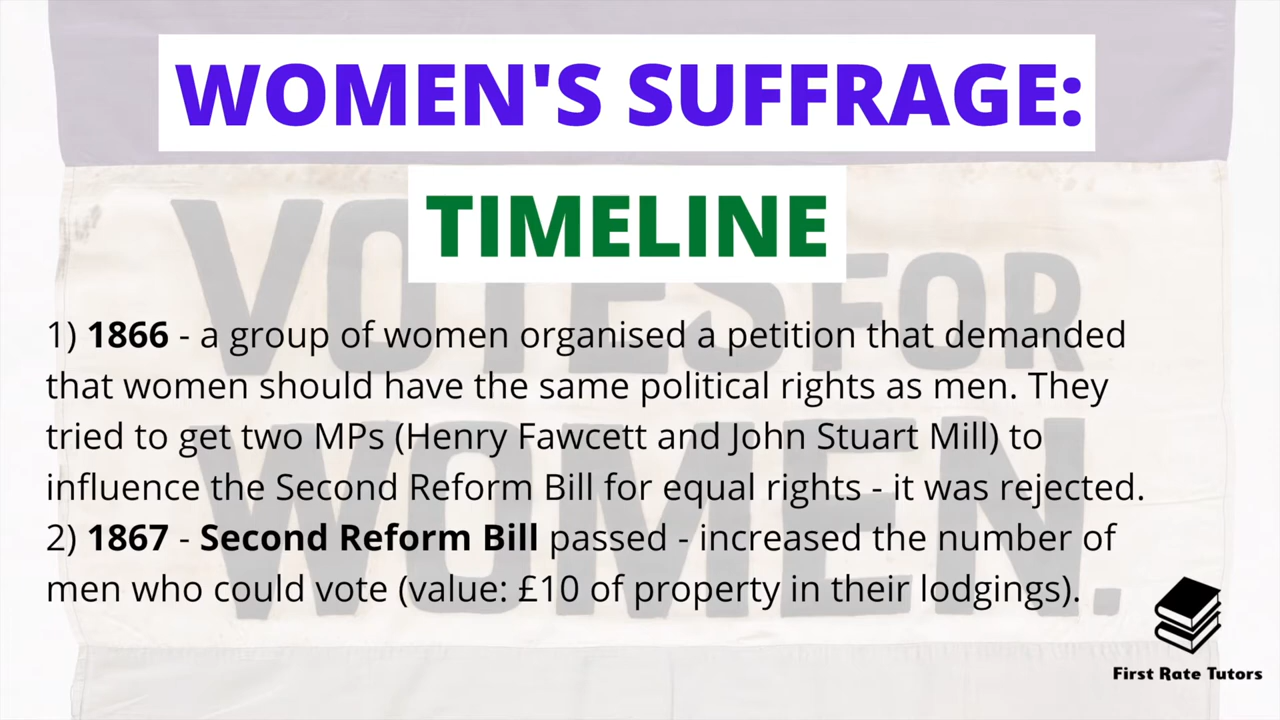 WOMEN'S SUFFRAGE:
TIMELINE
VOTES FOR
WOMEN.
1) 1866 - a group of women organised a petition that demanded
that women should have the same political rights as men. They
tried to get two MPs (Henry Fawcett and John Stuart Mill) to
influence the Second Reform Bill for equal rights - it was rejected.
2) 1867 - Second Reform Bill passed - increased the number of
men who could vote (value: £10 of property in their lodgings).
First Rate Tutors